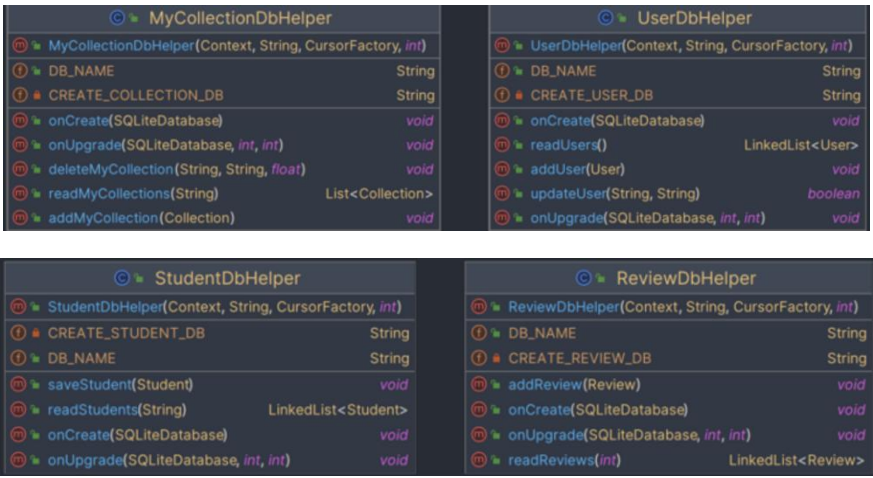 MyCollectionDbHelper
MyCollectionDbHelper(Context, String, CursorFactory, int)
DB_NAME String
CREATE_COLLECTION_DB String
onCreate(SQLiteDatabase) void
onUpgrade(SQLiteDatabase, int, int) void
deleteMyCollection(String, String, float) void
readMyCollections(String) List<Collection>
addMyCollection(Collection) void
UserDbHelper
UserDbHelper(Context, String, CursorFactory, int)
DB_NAME String
CREATE_USER_DB String
onCreate(SQLiteDatabase) void
readUsers() LinkedList<User>
addUser(User) void
updateUser(String, String) boolean
onUpgrade(SQLiteDatabase, int, int) void
StudentDbHelper
StudentDbHelper(Context, String, CursorFactory, int)
CREATE_STUDENT_DB String
DB_NAME String
saveStudent(Student) void
readStudents(String) LinkedList<Student>
onCreate(SQLiteDatabase) void
onUpgrade(SQLiteDatabase, int, int) void
ReviewDbHelper
ReviewDbHelper(Context, String, CursorFactory, int)
DB_NAME String
CREATE_REVIEW_DB String
addReview(Review) void
onCreate(SQLiteDatabase) void
onUpgrade(SQLiteDatabase, int, int) void
readReviews(int) LinkedList<Review>